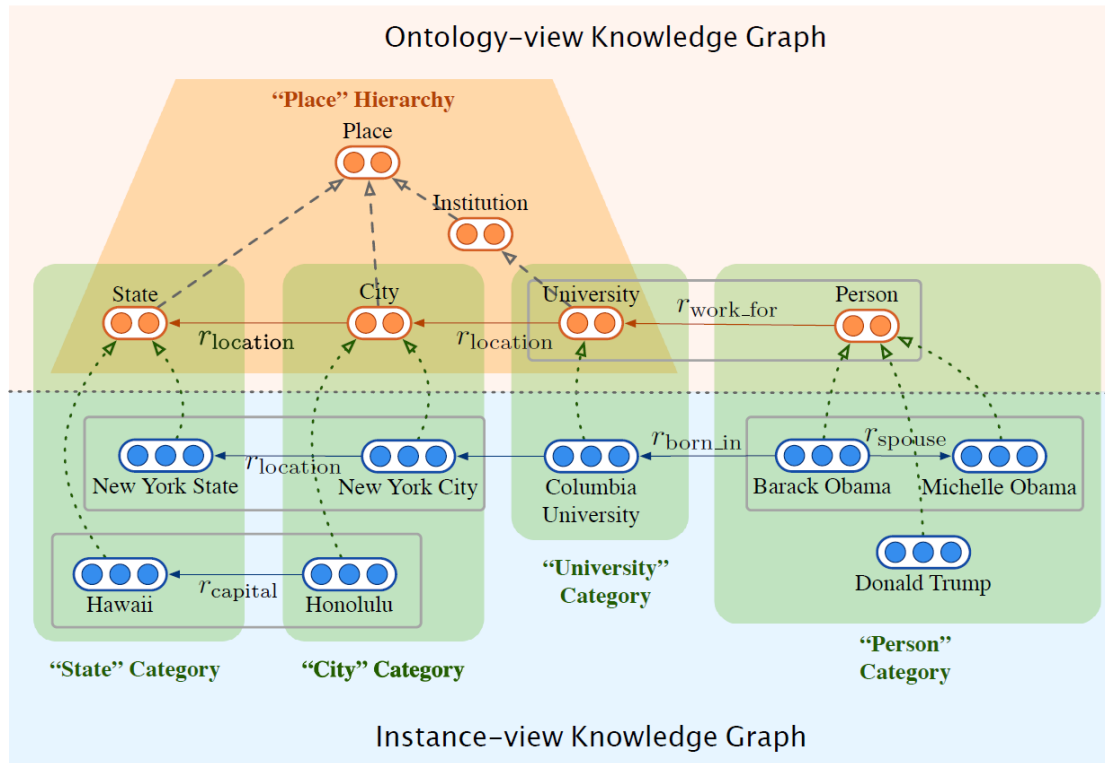 Ontology-view Knowledge Graph
“Place” Hierarchy
Place
Institution
State
City
University
Person
r_work_for
r_location
r_location
r_born_in
r_spouse
r_location
New York State
New York City
Columbia
University
Barack Obama
Michelle Obama
“University”
Category
Donald Trump
r_capital
Hawaii
Honolulu
“State” Category
“City” Category
“Person”
Category
Instance-view Knowledge Graph